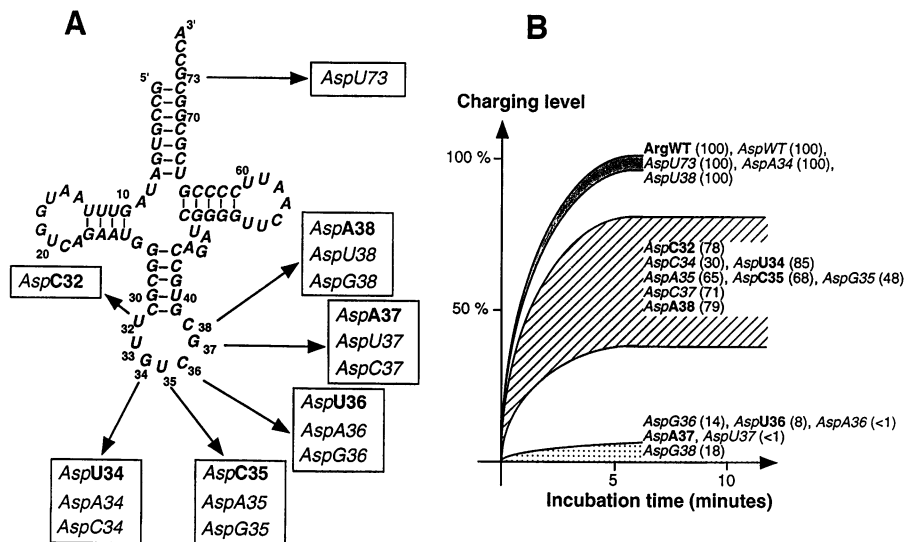 A
B
3'
A
C
C
G
73
5'
AspU73
70
10
60
20
AspC32
30
40
32
33
34
35
36
37
38
AspA38
AspU38
AspG38
AspA37
AspU37
AspC37
AspU36
AspA36
AspG36
AspU34
AspA34
AspC34
AspC35
AspA35
AspG35
Charging level
100 %
50 %
ArgWT (100), AspWT (100),
AspU73 (100), AspA34 (100),
AspU38 (100)
AspC32 (78)
AspC34 (30), AspU34 (85)
AspA35 (65), AspC35 (68), AspG35 (48)
AspC37 (71)
AspA38 (79)
AspG36 (14), AspU36 (8), AspA36 (<1)
AspA37, AspU37 (<1)
AspG38 (18)
5
10
Incubation time (minutes)